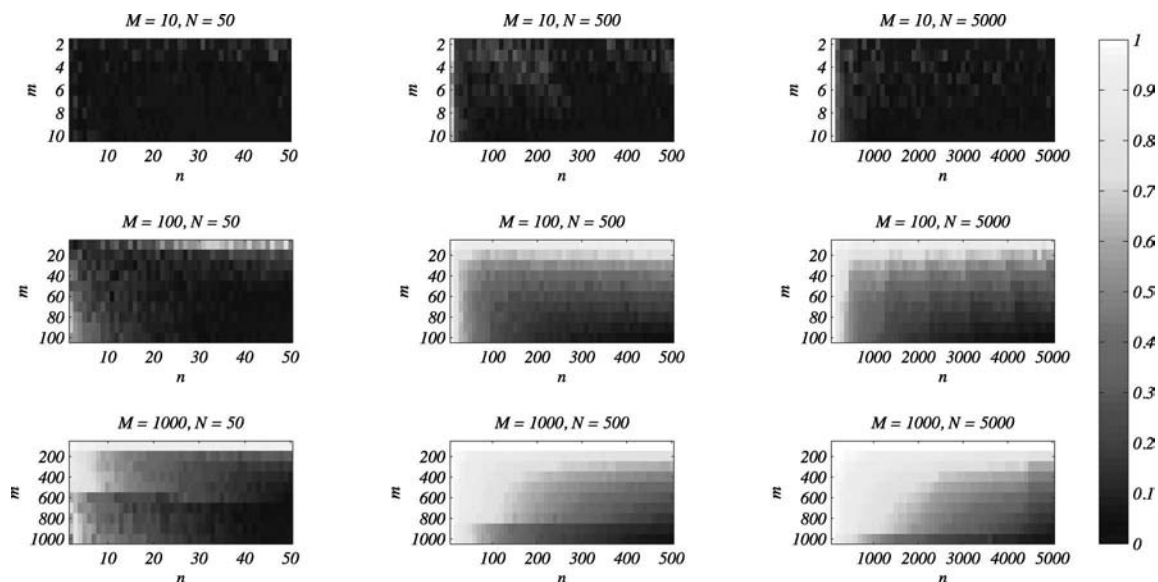 M = 10, N = 50
M = 10, N = 500
M = 10, N = 5000
m
2
4
6
8
10
10 20 30 40 50
n
m
2
4
6
8
10
100 200 300 400 500
n
m
2
4
6
8
10
1000 2000 3000 4000 5000
n
M = 100, N = 50
M = 100, N = 500
M = 100, N = 5000
m
20
40
60
80
100
10 20 30 40 50
n
m
20
40
60
80
100
100 200 300 400 500
n
m
20
40
60
80
100
1000 2000 3000 4000 5000
n
M = 1000, N = 50
M = 1000, N = 500
M = 1000, N = 5000
m
200
400
600
800
1000
10 20 30 40 50
n
m
200
400
600
800
1000
100 200 300 400 500
n
m
200
400
600
800
1000
1000 2000 3000 4000 5000
n
1
0.9
0.8
0.7
0.6
0.5
0.4
0.3
0.2
0.1
0